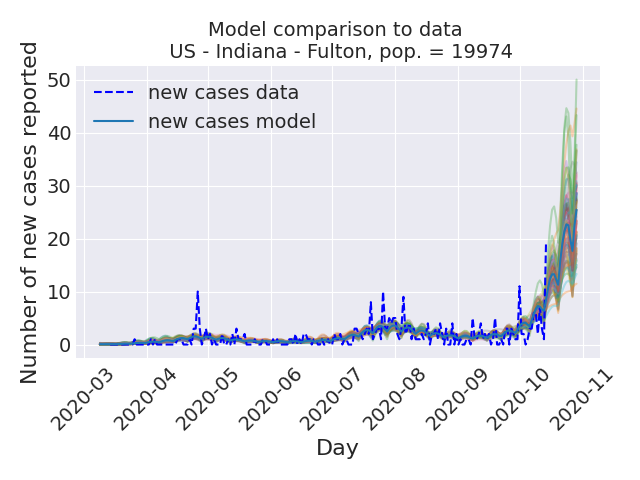 Model comparison to data
US - Indiana - Fulton, pop. = 19974
Number of new cases reported
50
40
30
20
10
0
new cases data
new cases model
2020-03
2020-04
2020-05
2020-06
2020-07
2020-08
2020-09
2020-10
2020-11
Day